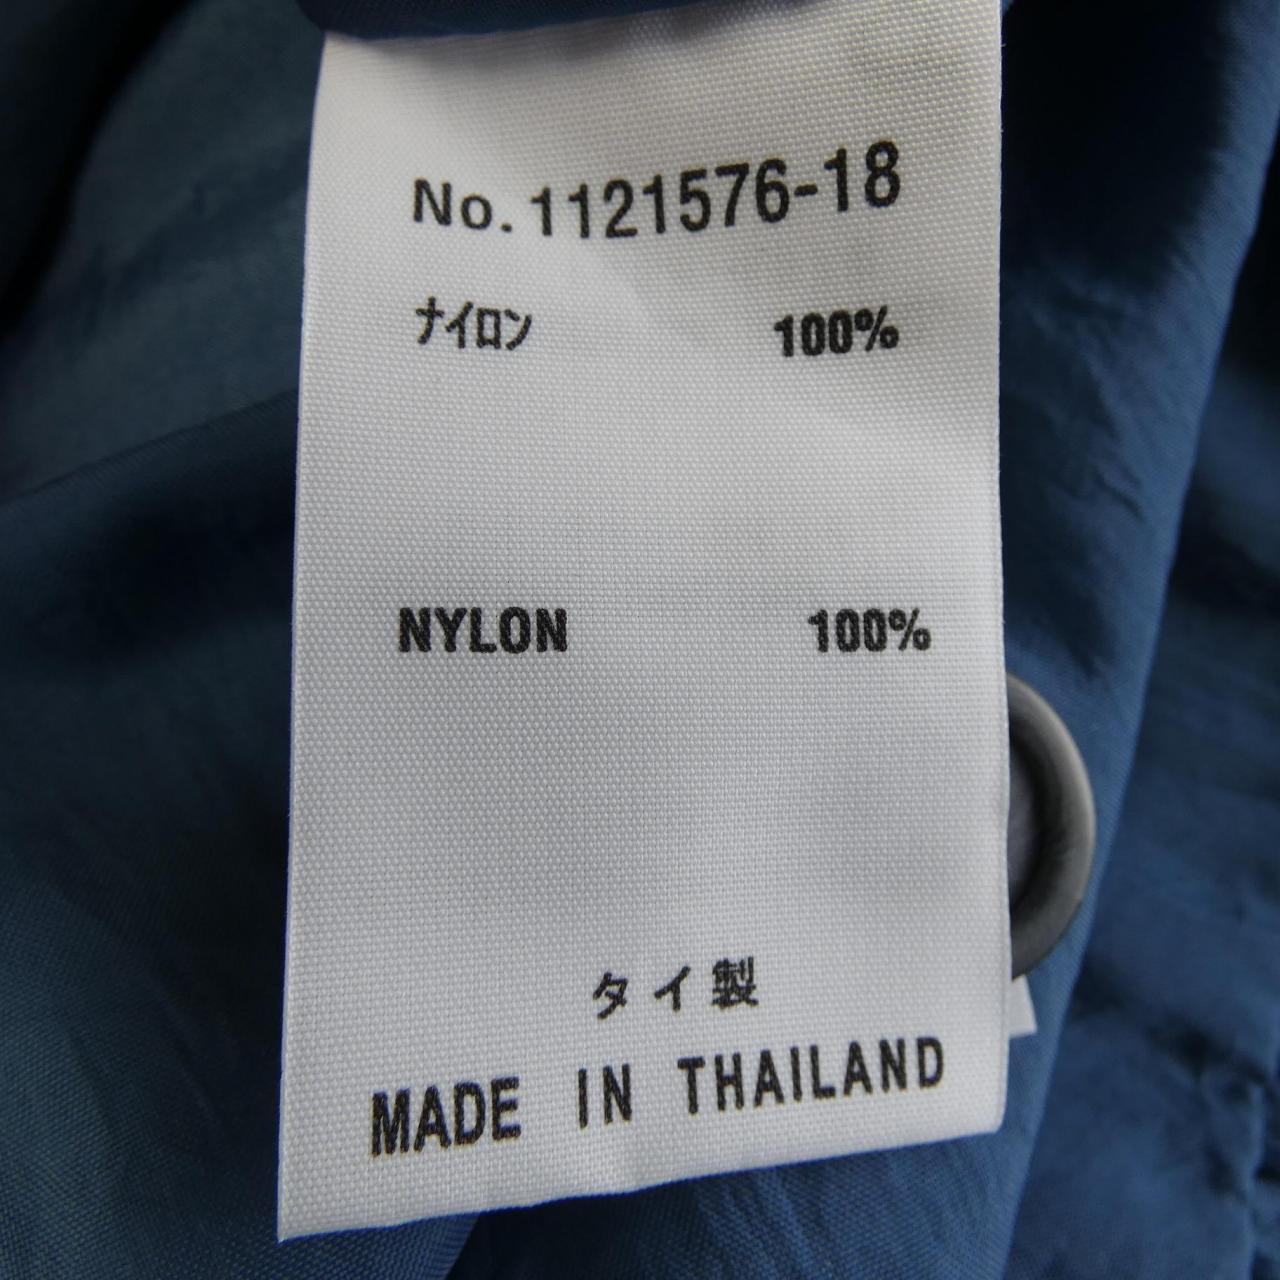 No. 1121576-18
ナイロン 100%
NYLON 100%
タイ製
MADE IN THAILAND